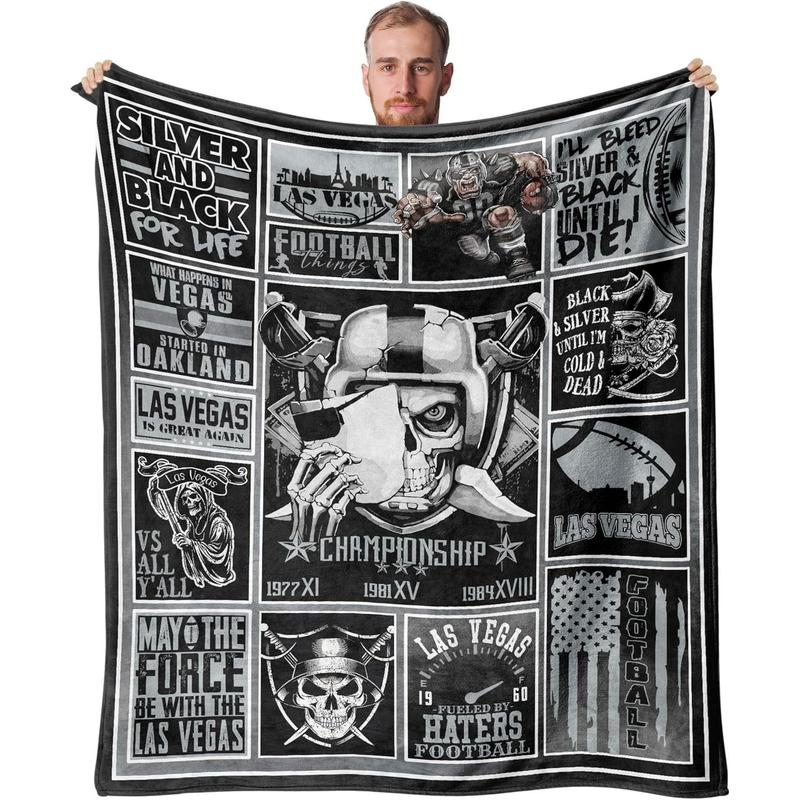 SILVER
AND
BLACK
FOR LIFE
LAS VEGAS
FOOTBALL
things
I'LL BLEED
SILVER &
BLACK
UNTIL I
DIE!
WHAT HAPPENS IN
VEGAS
STARTED IN
OAKLAND
BLACK
& SILVER
UNTIL I'M
COLD &
DEAD
LAS VEGAS
IS GREAT AGAIN
Las Vegas
VS
ALL
Y'ALL
CHAMPIONSHIP
1977 XI 1981 XV 1984 XVIII
LAS VEGAS
FOOTBALL
MAY THE
FORCE
BE WITH THE
LAS VEGAS
LAS VEGAS
E F
19 60
-FUELED BY-
HATERS
FOOTBALL